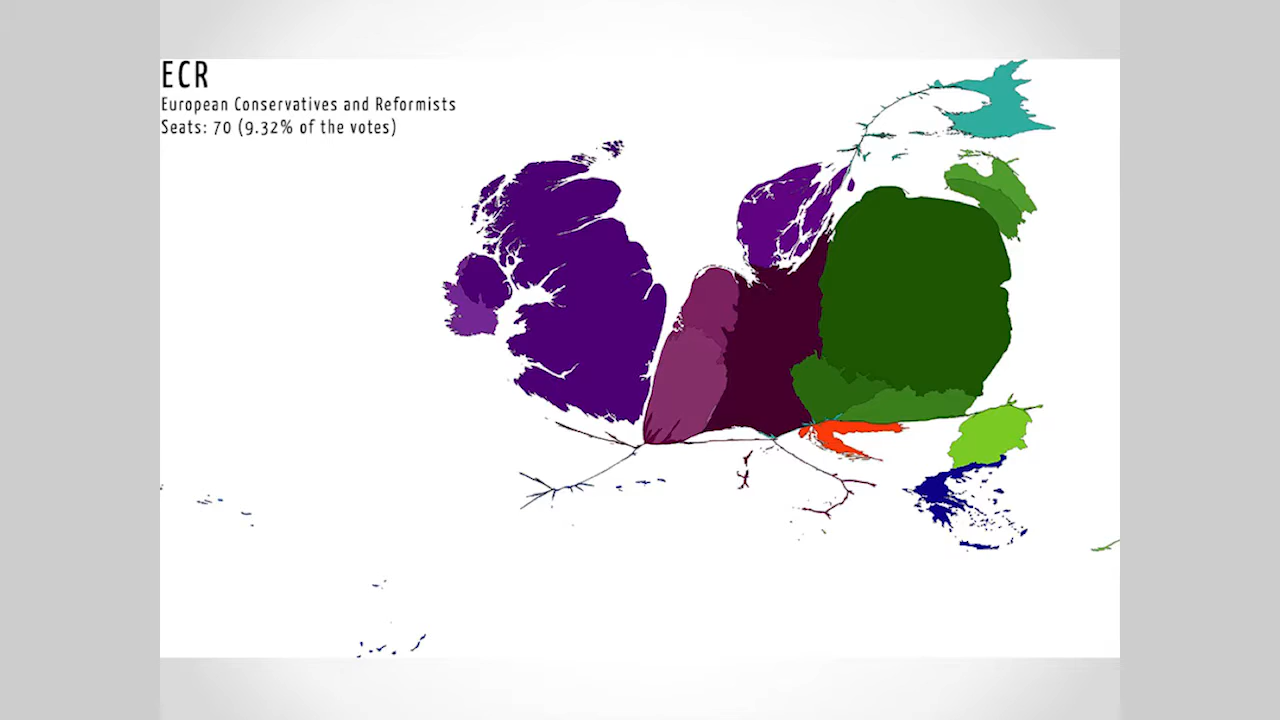 ECR
European Conservatives and Reformists
Seats: 70 (9.32% of the votes)